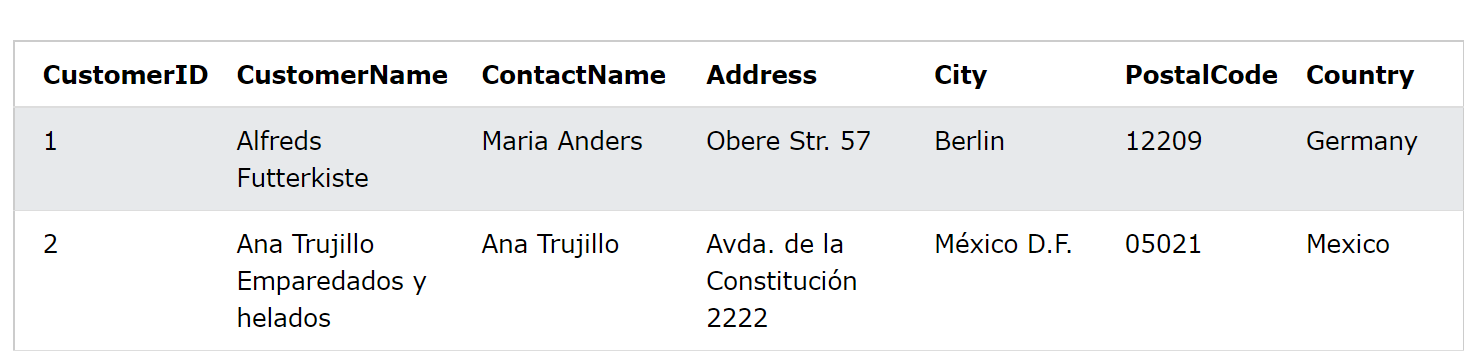 CustomerID CustomerName ContactName Address City PostalCode Country
1 Alfreds Maria Anders Obere Str. 57 Berlin 12209 Germany
Futterkiste
2 Ana Trujillo Ana Trujillo Avda. de la México D.F. 05021 Mexico
Emparedados y Constitución
helados 2222